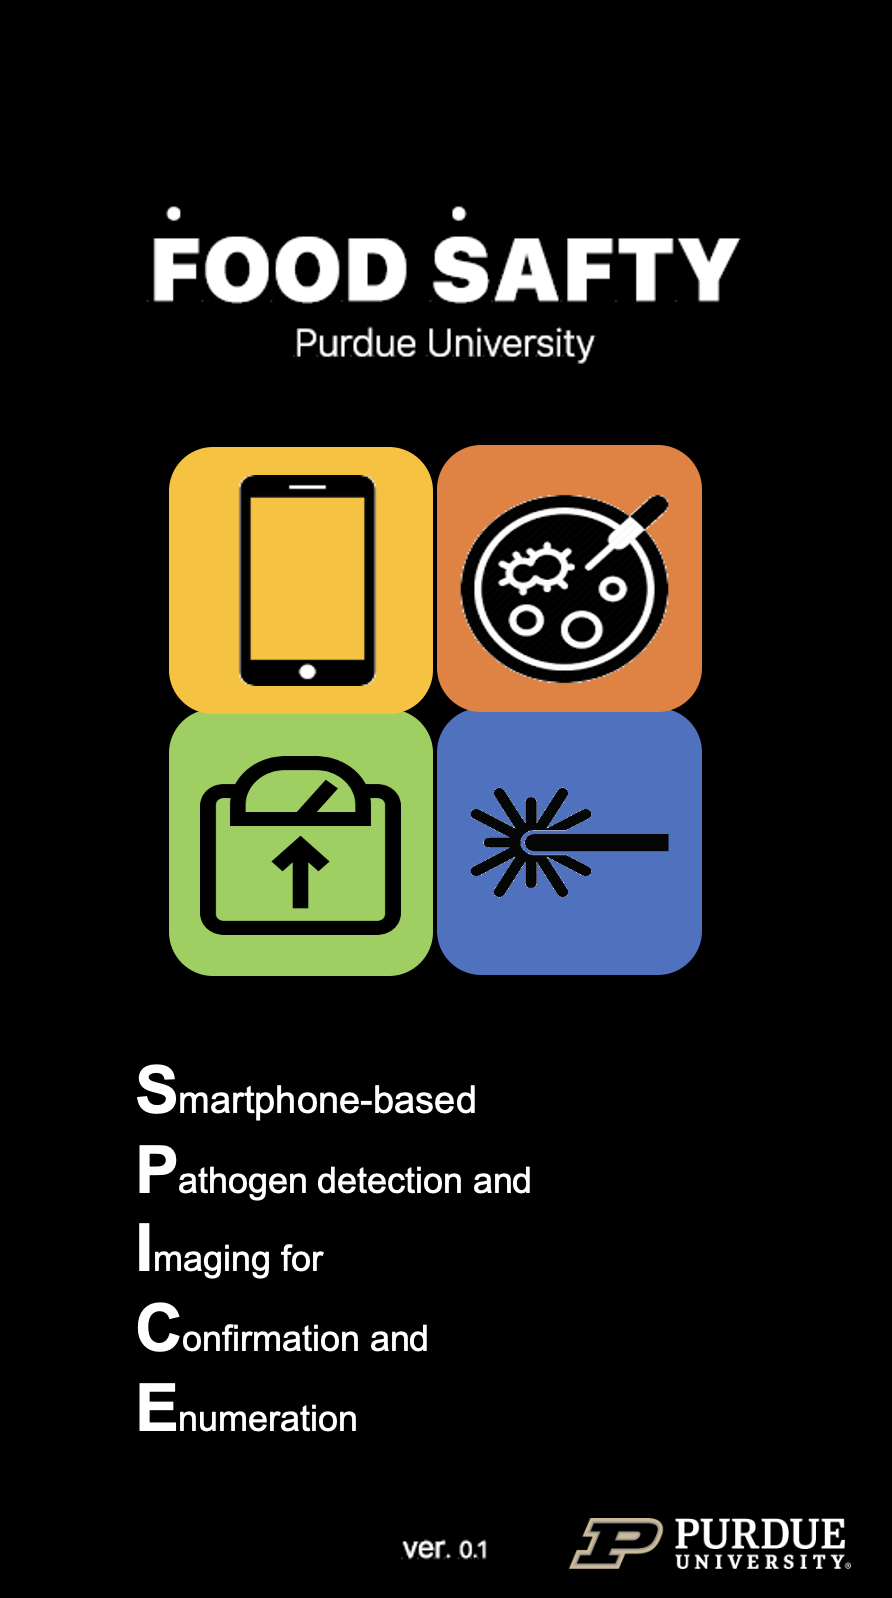 FOOD SAFTY
Purdue University
Smartphone-based
Pathogen detection and
Imaging for
Confirmation and
Enumeration
ver. 0.1
P PURDUE
UNIVERSITY®